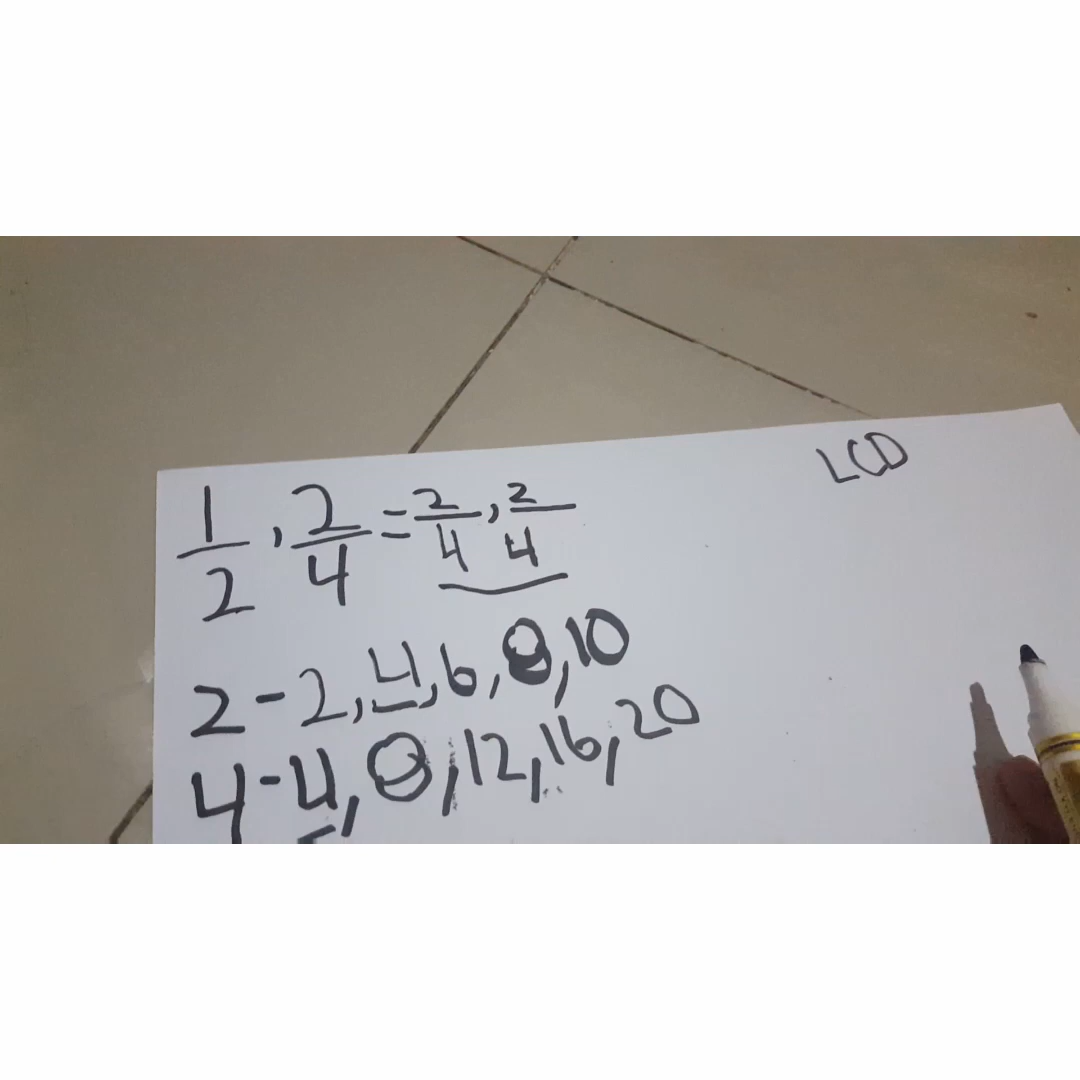 LCD
1/2, 2/4 = 2/4, 2/4
2 - 2, 4, 6, 8, 10
4 - 4, 8, 12, 16, 20